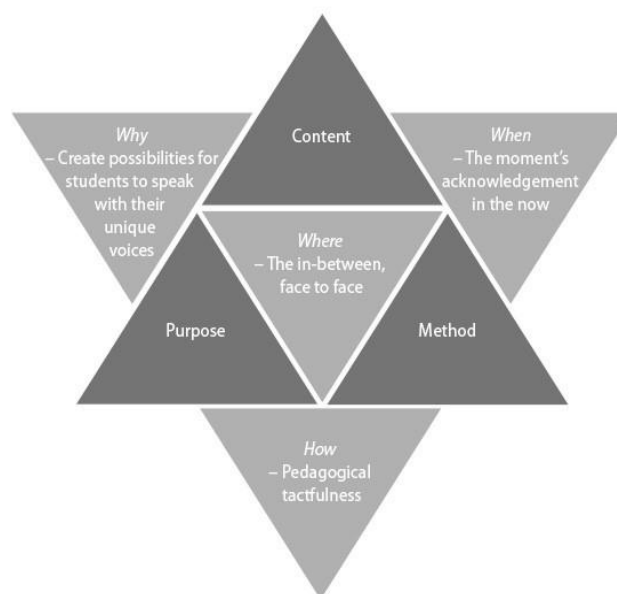 Content
Why
– Create possibilities for
students to speak
with their
unique
voices
When
– The moment's
acknowledgement
in the now
Where
– The in-between,
face to face
Purpose
Method
How
– Pedagogical
tactfulness